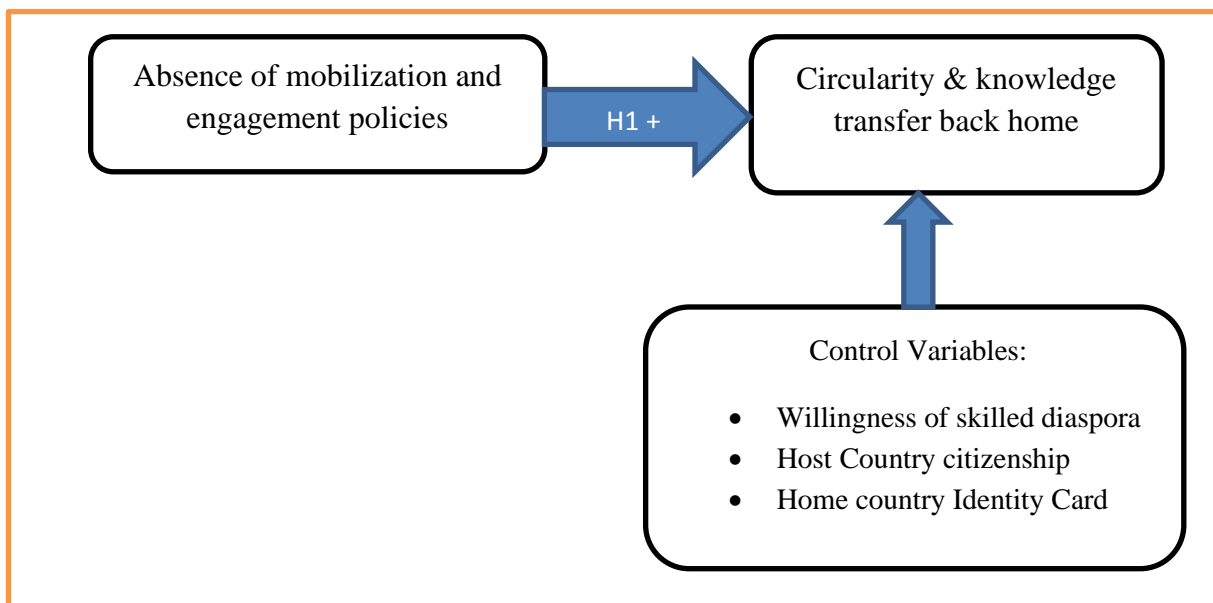 Absence of mobilization and
engagement policies
H1 +
Circularity & knowledge
transfer back home
Control Variables:
• Willingness of skilled diaspora
• Host Country citizenship
• Home country Identity Card